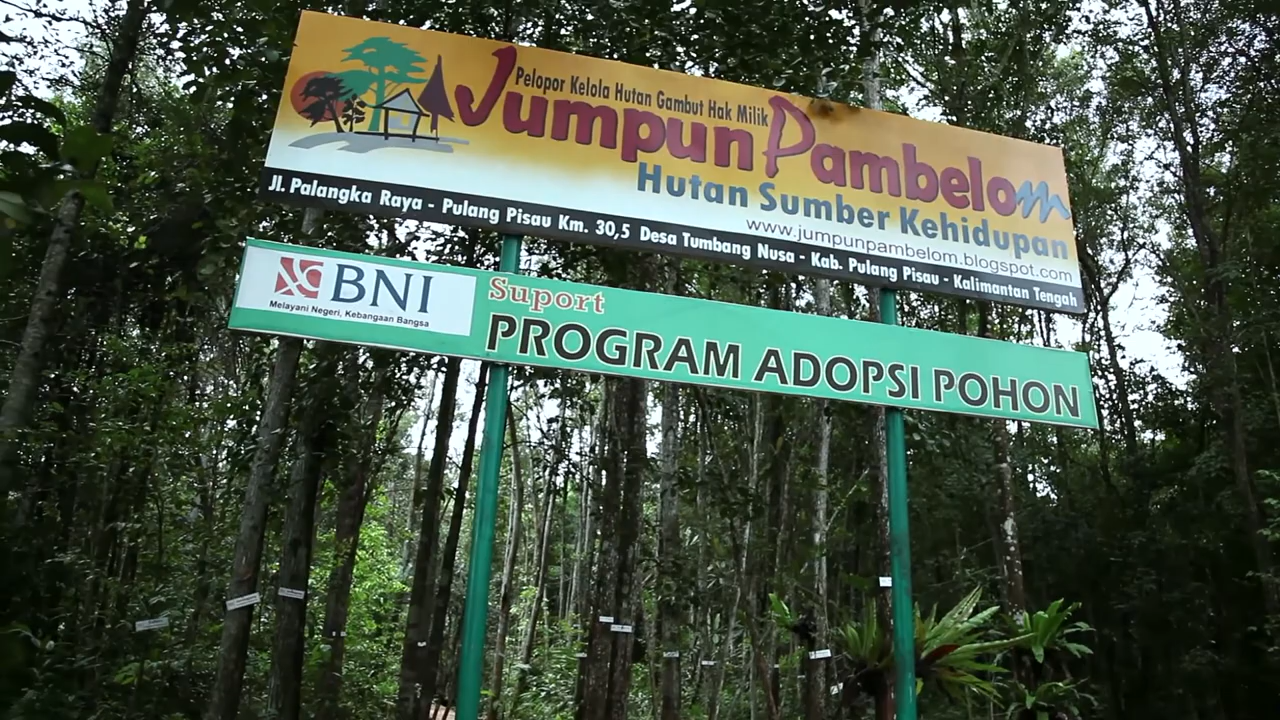 Pelopor Kelola Hutan Gambut Hak Milik
Jumpun Pambelom
Hutan Sumber Kehidupan
www.jumpunpambelom.blogspot.com
Jl. Palangka Raya - Pulang Pisau Km. 30,5 Desa Tumbang Nusa - Kab. Pulang Pisau - Kalimantan Tengah
BNI
Melayani Negeri, Kebangaan Bangsa
Suport
PROGRAM ADOPSI POHON